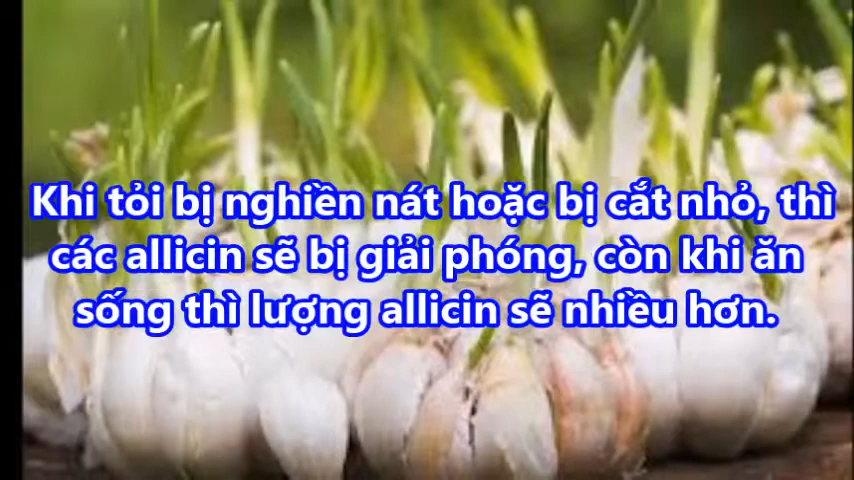 Khi tỏi bị nghiền nát hoặc bị cắt nhỏ, thì
các allicin sẽ bị giải phóng, còn khi ăn
sống thì lượng allicin sẽ nhiều hơn.